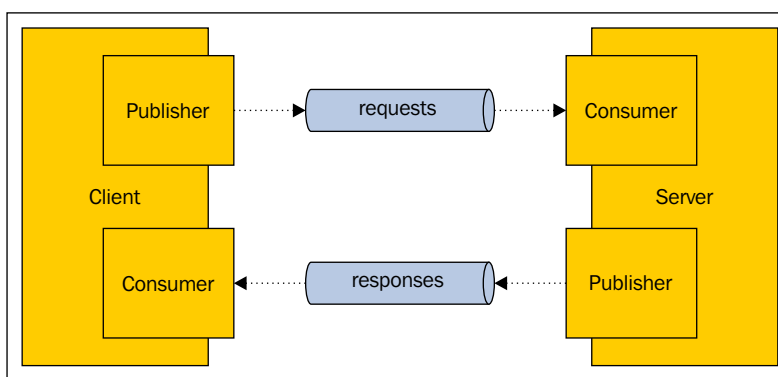 Publisher
requests
Consumer
Client
Server
Consumer
responses
Publisher